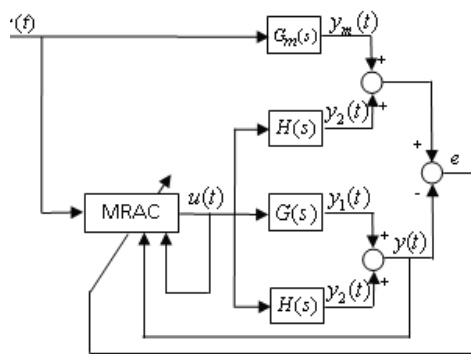 r(t)
G_m(s)
y_m(t)
+
+
H(s)
y_2(t)
+
e
-
MRAC
u(t)
G(s)
y_1(t)
+
y(t)
+
H(s)
y_2(t)